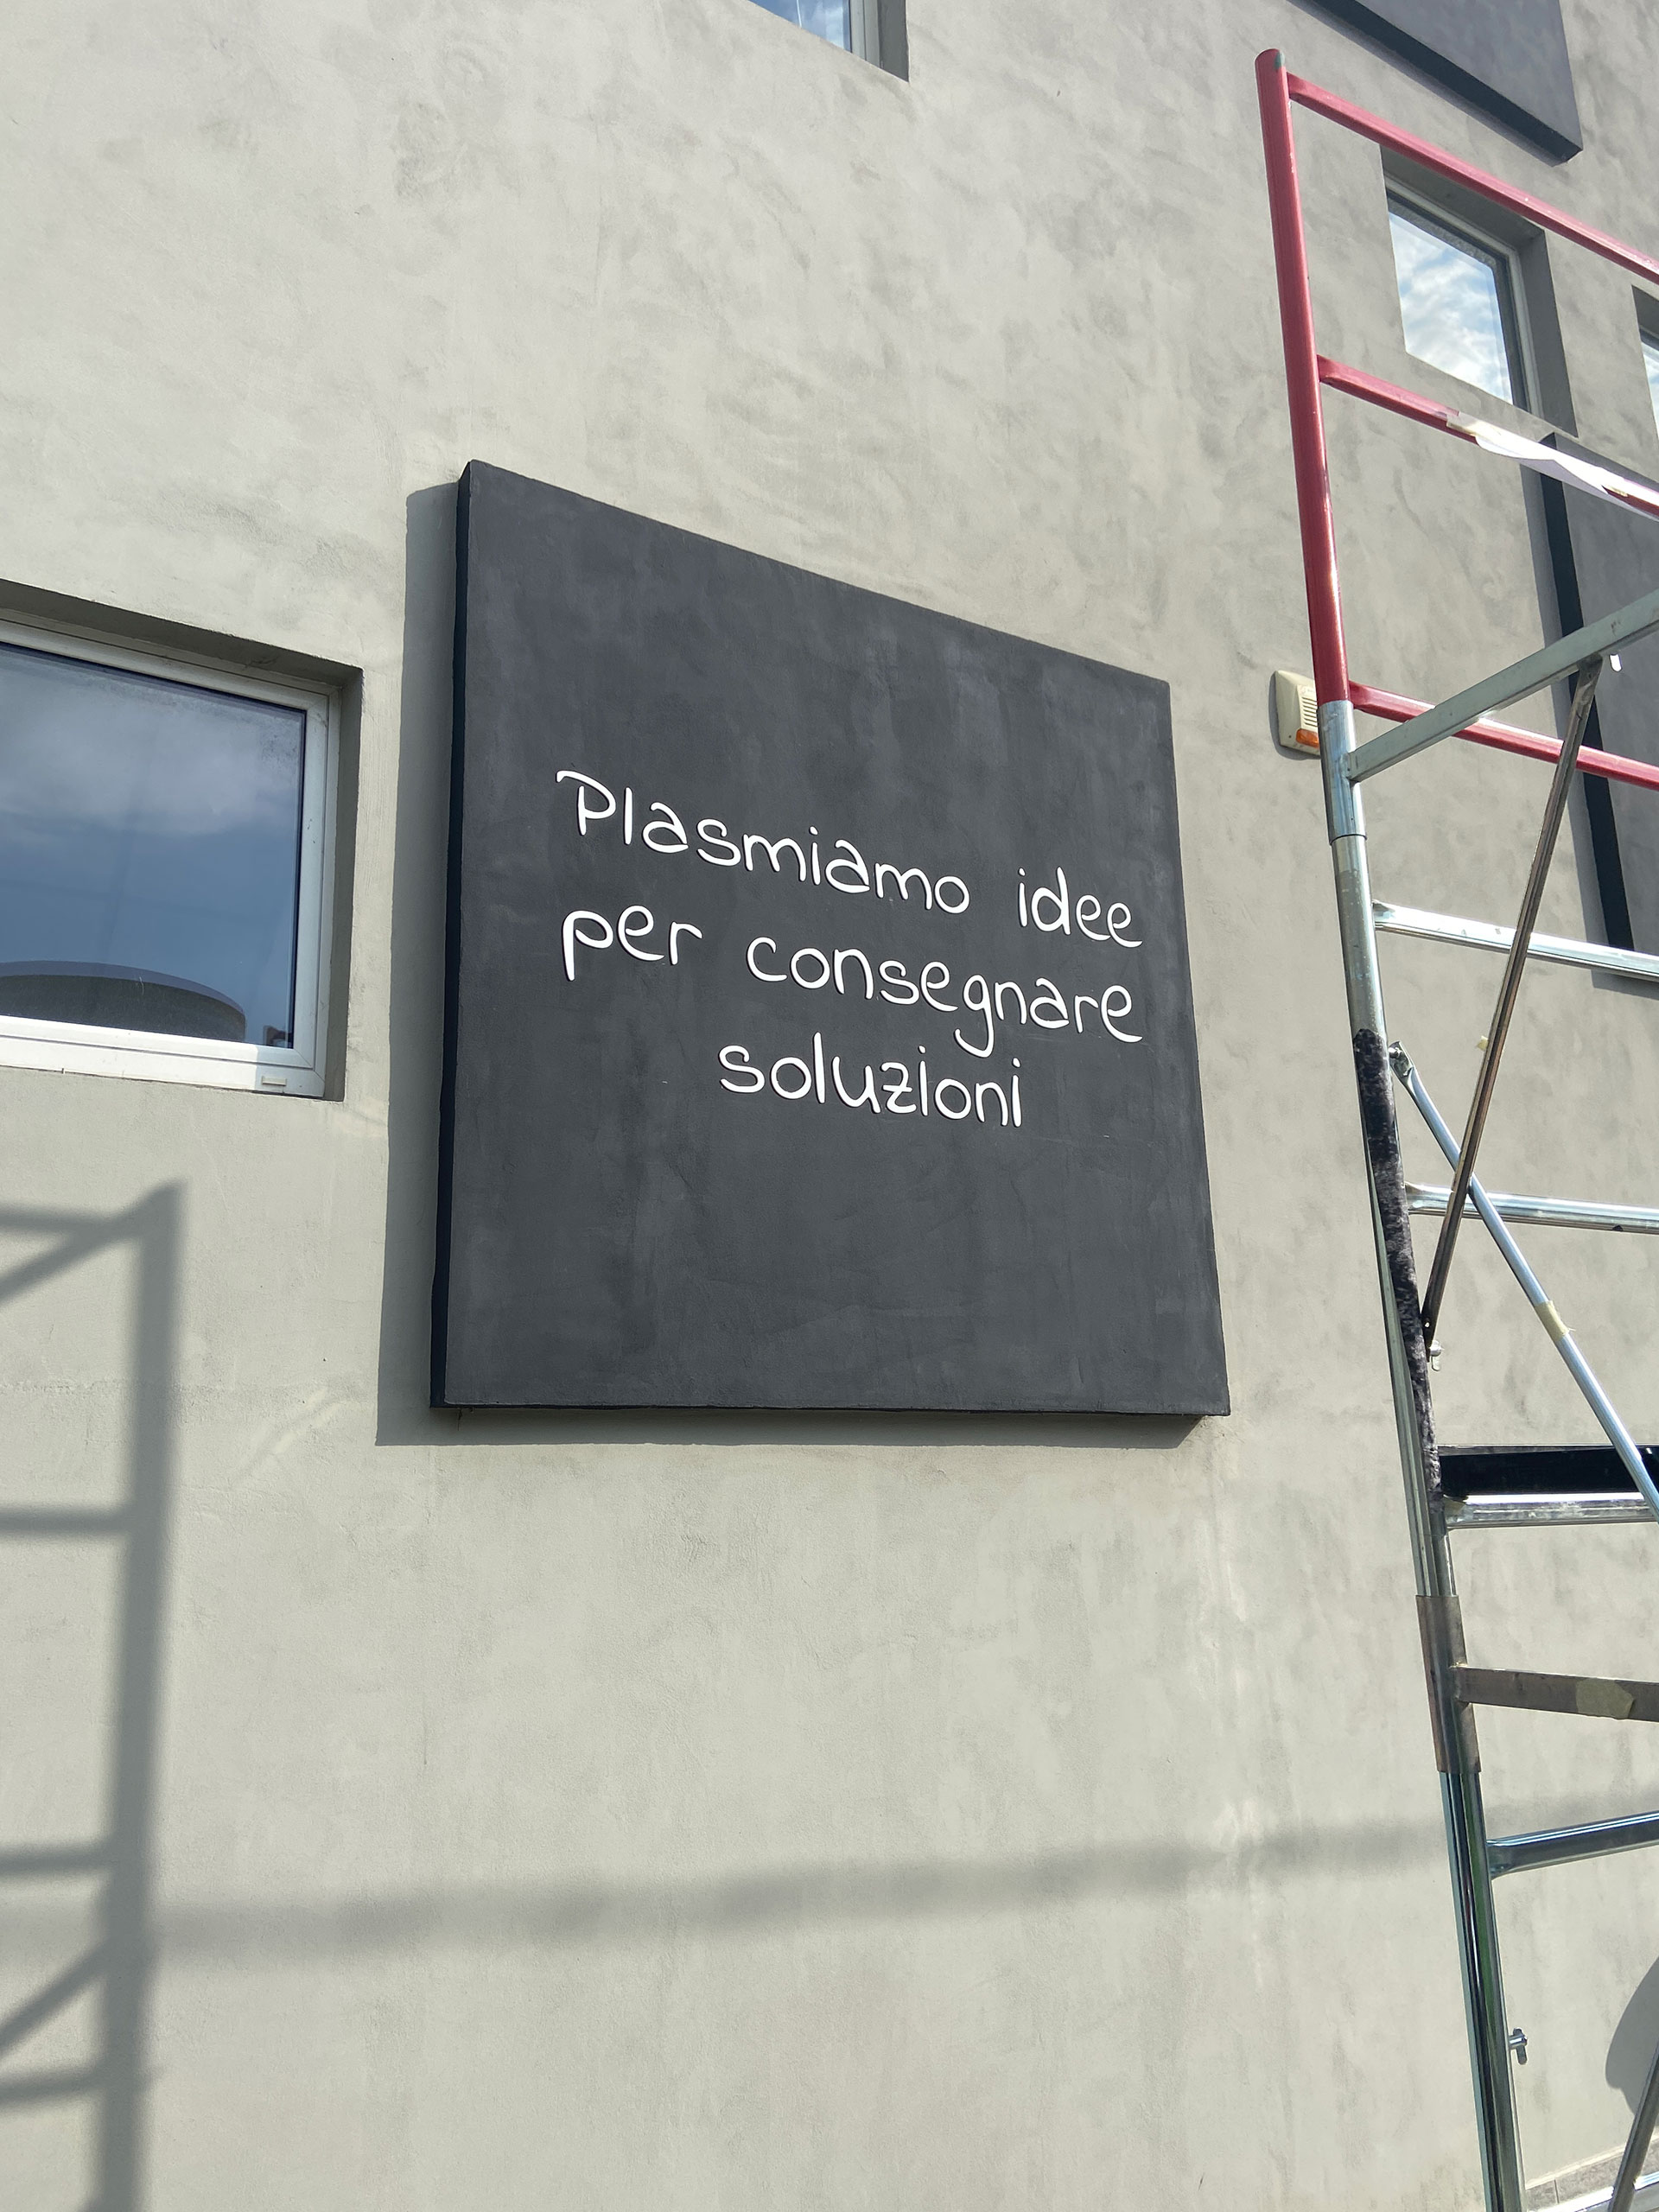 Plasmiamo idee
per consegnare
soluzioni